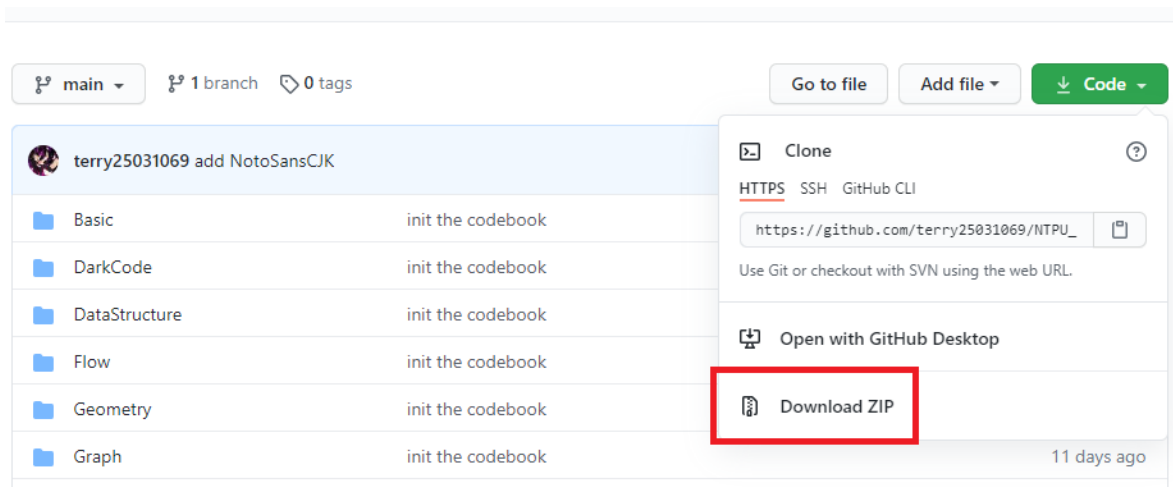 main 1 branch 0 tags Go to file Add file Code
terry25031069 add NotoSansCJK
Clone
HTTPS SSH GitHub CLI
https://github.com/terry25031069/NTPU_
Use Git or checkout with SVN using the web URL.
Open with GitHub Desktop
Download ZIP
Basic init the codebook
DarkCode init the codebook
DataStructure init the codebook
Flow init the codebook
Geometry init the codebook
Graph init the codebook 11 days ago